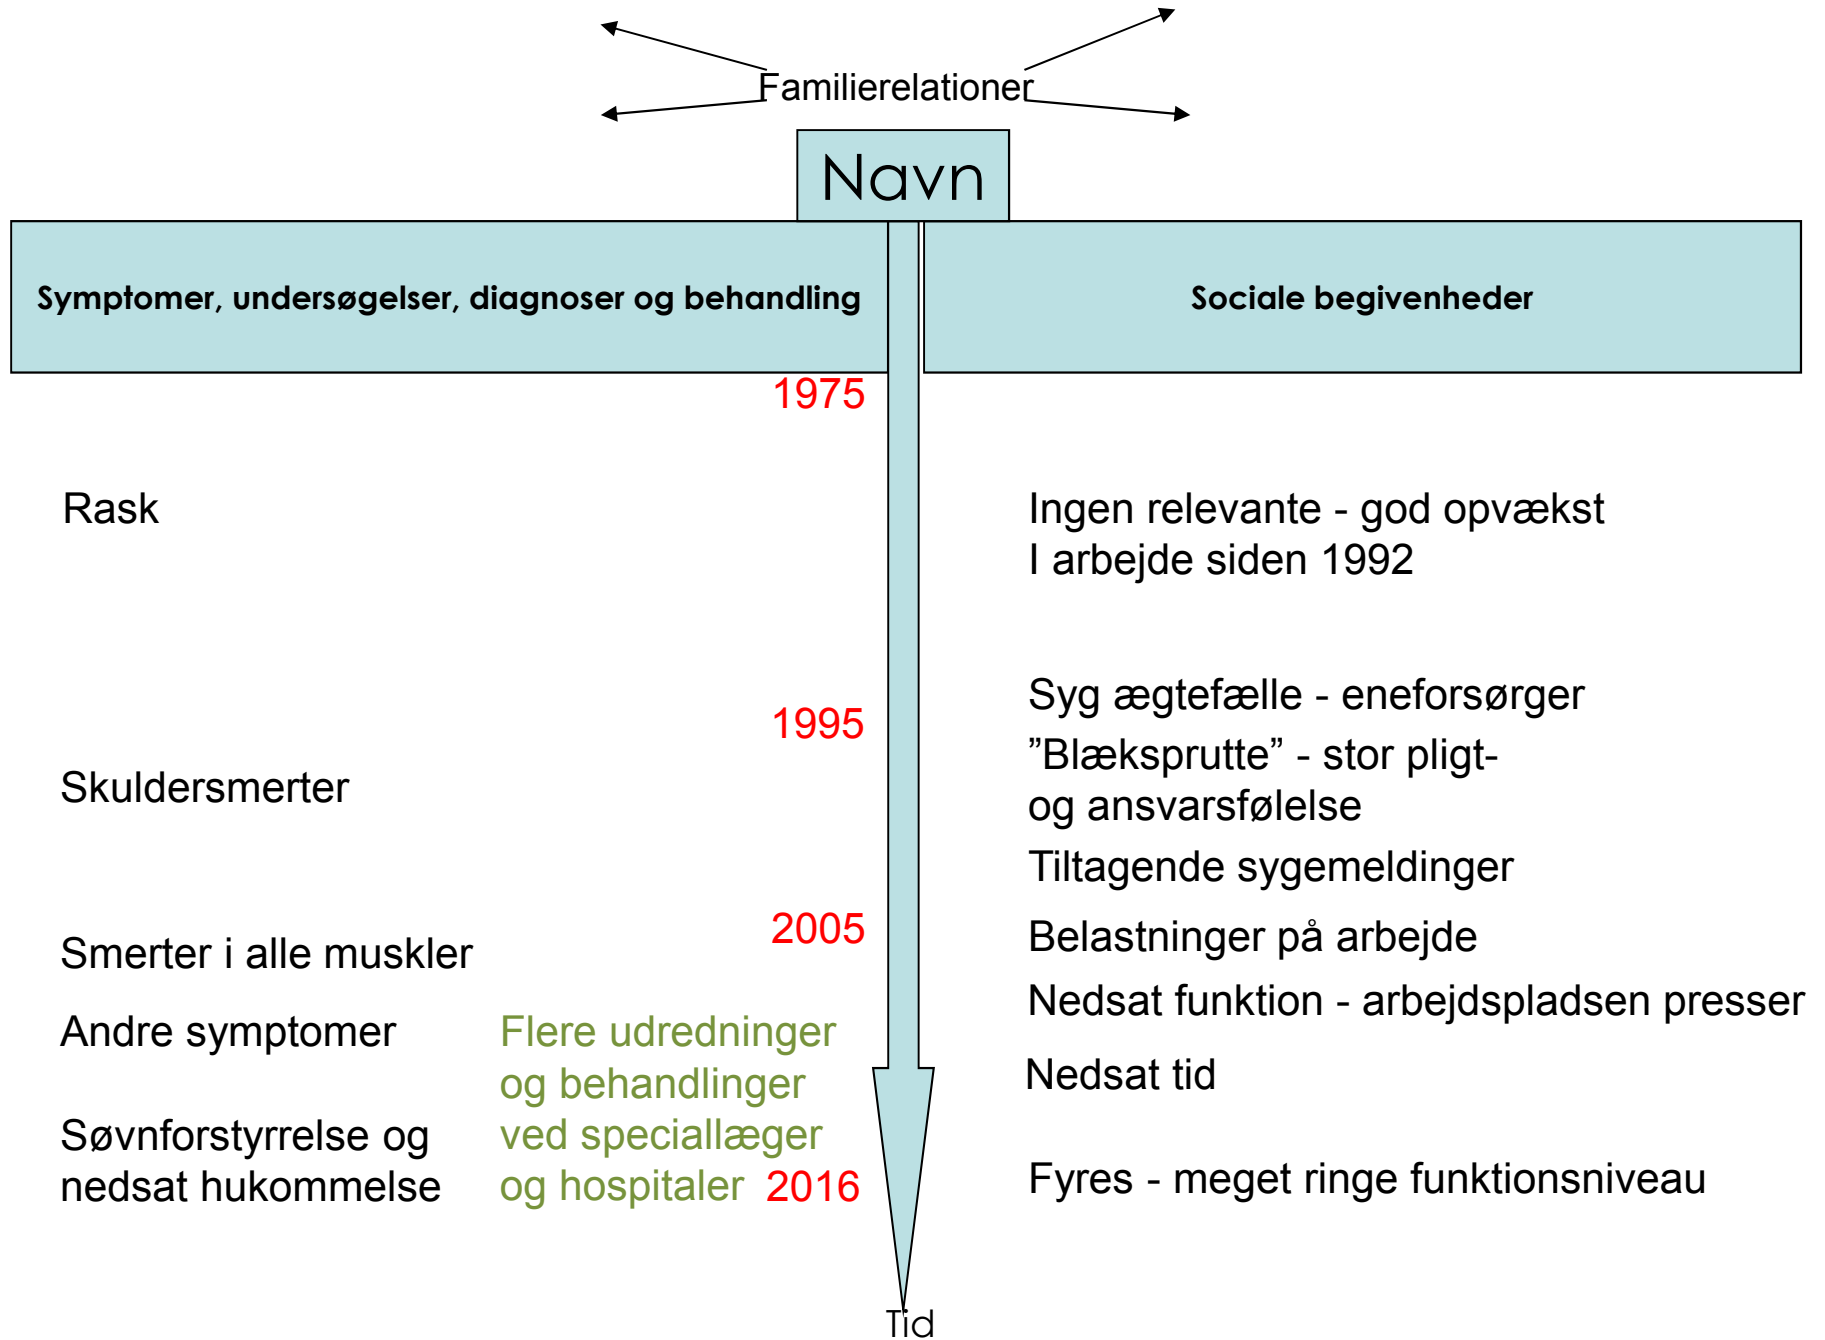 Familierelationer
Navn
Symptomer, undersøgelser, diagnoser og behandling
Sociale begivenheder
1975
Rask
Ingen relevante - god opvækst
I arbejde siden 1992
Syg ægtefælle - eneforsørger
1995
”Blæksprutte” - stor pligt-
og ansvarsfølelse
Skuldersmerter
Tiltagende sygemeldinger
2005
Belastninger på arbejde
Smerter i alle muskler
Nedsat funktion - arbejdspladsen presser
Andre symptomer
Flere udredninger
og behandlinger
ved speciallæger
og hospitaler
Nedsat tid
Søvnforstyrrelse og
nedsat hukommelse
2016
Fyres - meget ringe funktionsniveau
Tid